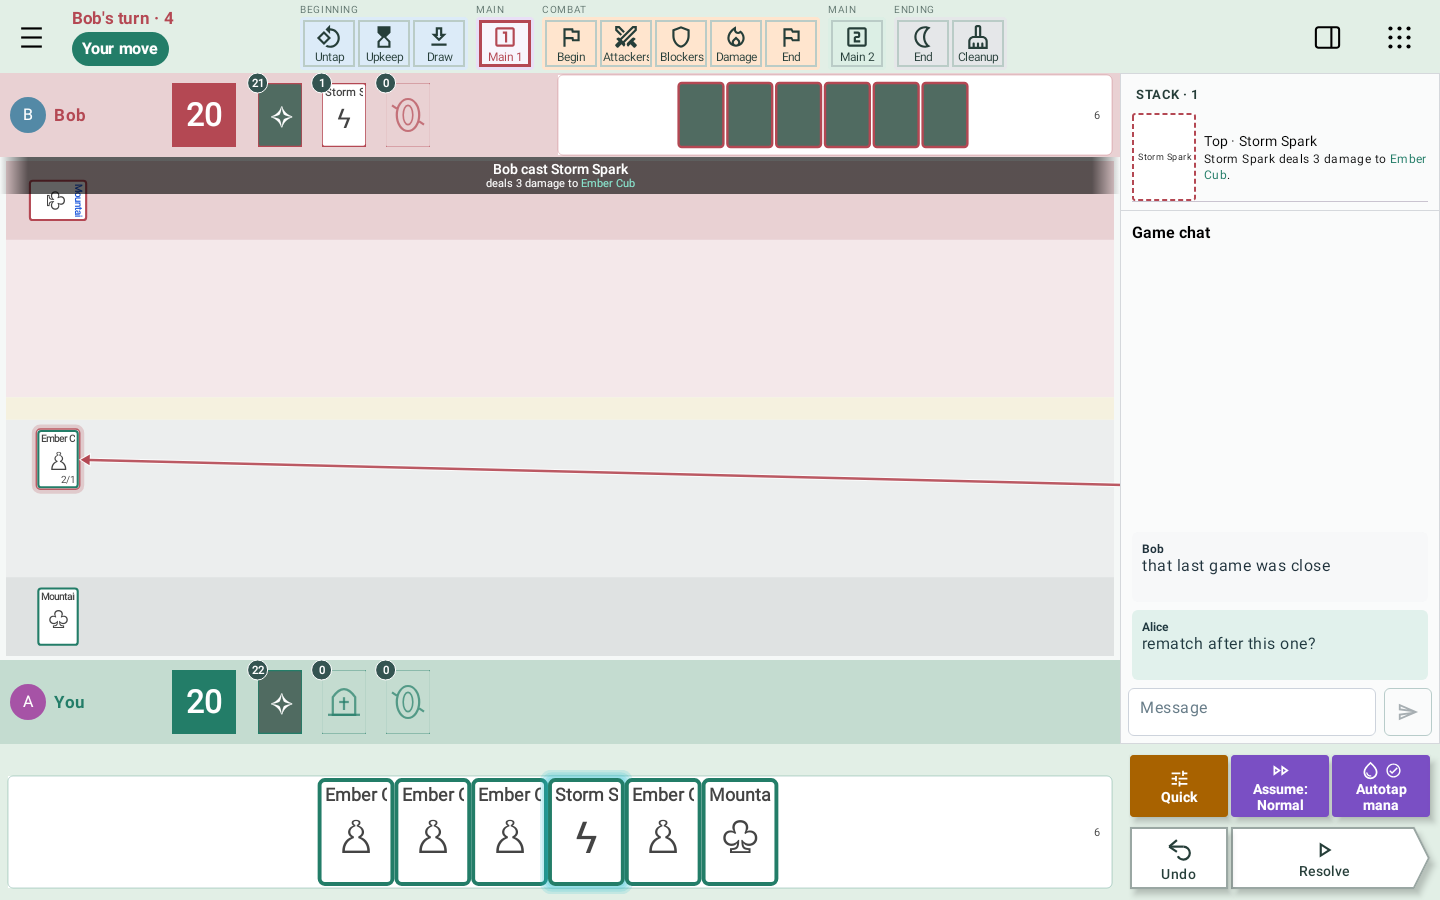 Bob's turn · 4
Your move
BEGINNING
Untap
Upkeep
Draw
MAIN
1
Main 1
COMBAT
Begin
Attackers
Blockers
Damage
End
MAIN
2
Main 2
ENDING
End
Cleanup
B
Bob
20
21
1
Storm S
0
6
Bob cast Storm Spark
deals 3 damage to Ember Cub
Mountai
Ember C
2/1
Mountai
A
You
20
22
0
0
Ember C
Ember C
Ember C
Storm S
Ember C
Mounta
6
STACK · 1
Storm Spark
Top · Storm Spark
Storm Spark deals 3 damage to Ember
Cub.
Game chat
Bob
that last game was close
Alice
rematch after this one?
Message
Quick
Assume:
Normal
Autotap
mana
Undo
Resolve